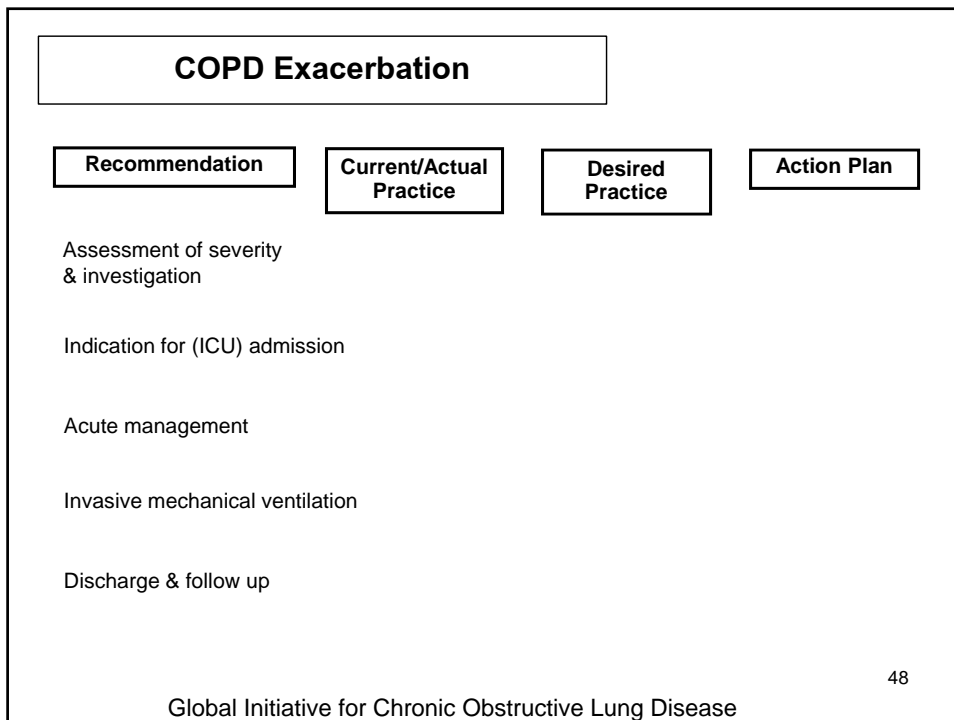 COPD Exacerbation
Recommendation
Current/Actual
Practice
Desired
Practice
Action Plan
Assessment of severity
& investigation
Indication for (ICU) admission
Acute management
Invasive mechanical ventilation
Discharge & follow up
48
Global Initiative for Chronic Obstructive Lung Disease